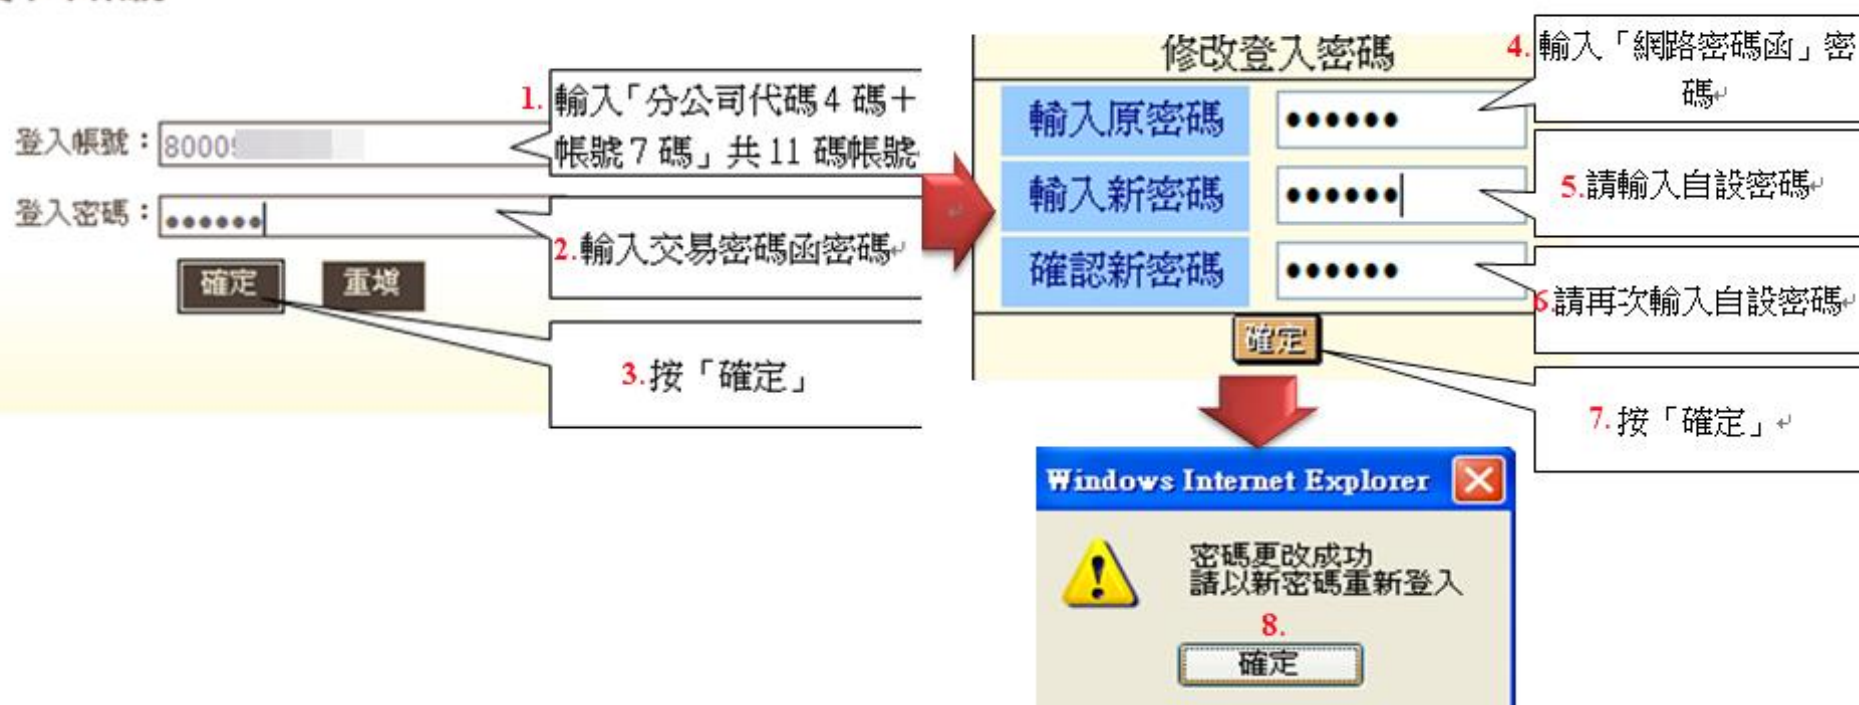 登入帳號：
80009
1. 輸入「分公司代碼4 碼＋
帳號7 碼」共11 碼帳號
登入密碼：
••••••
2.輸入交易密碼函密碼
確定
重填
3.按「確定」
修改登入密碼
輸入原密碼
••••••
4.輸入「網路密碼函」密
碼
輸入新密碼
••••••
5.請輸入自設密碼
確認新密碼
••••••
6.請再次輸入自設密碼
確定
7.按「確定」
Windows Internet Explorer
密碼更改成功
請以新密碼重新登入
8.
確定